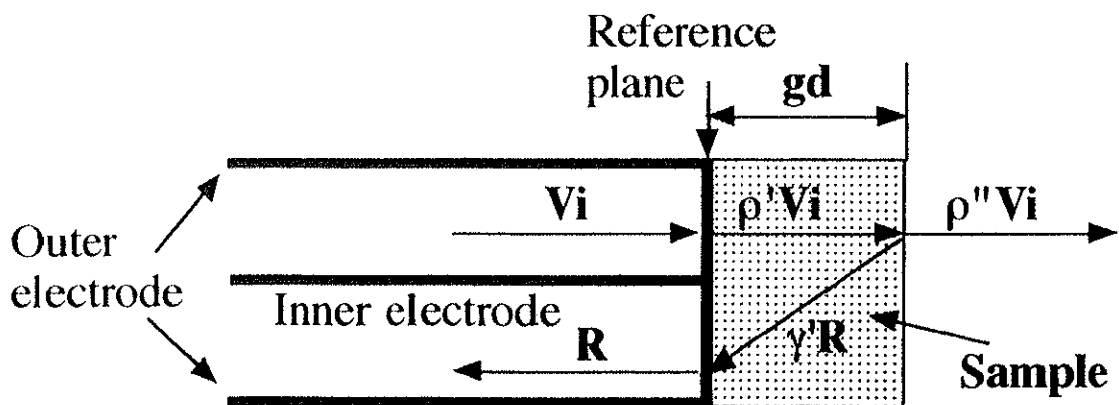 Reference
plane
gd
Vi
ρ'Vi
ρ"Vi
Outer
electrode
Inner electrode
R
γ'R
Sample